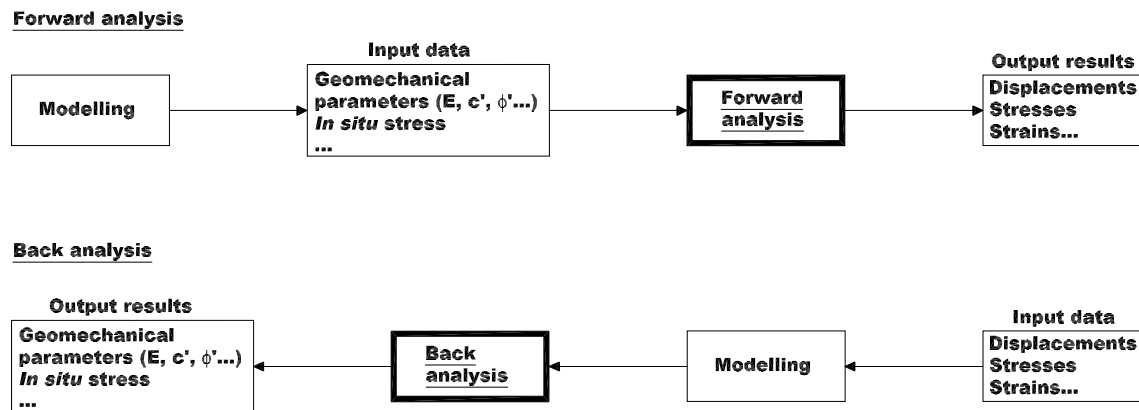 Forward analysis
Input data
Output results
Modelling
Geomechanical
parameters (E, c', ϕ'...)
In situ stress
...
Forward
analysis
Displacements
Stresses
Strains...
Back analysis
Output results
Input data
Geomechanical
parameters (E, c', ϕ'...)
In situ stress
...
Back
analysis
Modelling
Displacements
Stresses
Strains...